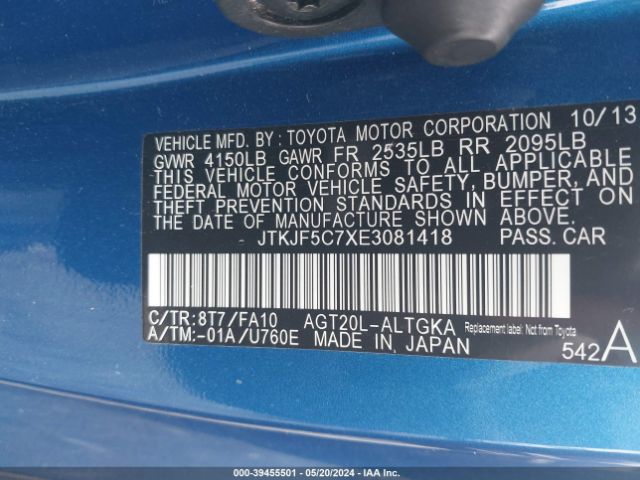 VEHICLE MFD. BY: TOYOTA MOTOR CORPORATION 10/13
GVWR 4150LB GAWR FR 2535LB RR 2095LB
THIS VEHICLE CONFORMS TO ALL APPLICABLE
FEDERAL MOTOR VEHICLE SAFETY, BUMPER, AND
THEFT PREVENTION STANDARDS IN EFFECT ON
THE DATE OF MANUFACTURE SHOWN ABOVE.
JTKJF5C7XE3081418 PASS. CAR
C/TR:8T7/FA10 AGT20L-ALTGKA Replacement label. Not from Toyota
A/TM:-01A/U760E MADE IN JAPAN 542A
000-39455501 - 05/20/2024 - IAA Inc.